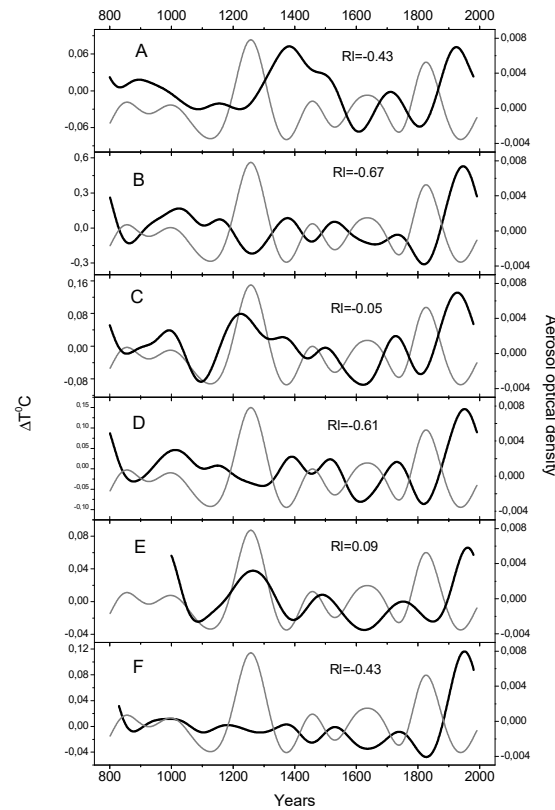 800 1000 1200 1400 1600 1800 2000
A
RI=-0.43
0,06
0,00
-0,06
0,008
0,004
0,000
-0,004
B
RI=-0.67
0,6
0,3
0,0
-0,3
0,008
0,004
0,000
-0,004
C
RI=-0.05
0,16
0,00
-0,08
0,008
0,004
0,000
-0,004
D
RI=-0.61
0,15
0,10
0,05
0,00
-0,05
-0,10
0,008
0,004
0,000
-0,004
E
RI=0.09
0,08
0,04
0,00
-0,04
0,008
0,004
0,000
-0,004
F
RI=-0.43
0,12
0,08
0,04
0,00
-0,04
0,008
0,004
0,000
-0,004
800 1000 1200 1400 1600 1800 2000
Years
ΔT⁰C
Aerosol optical density